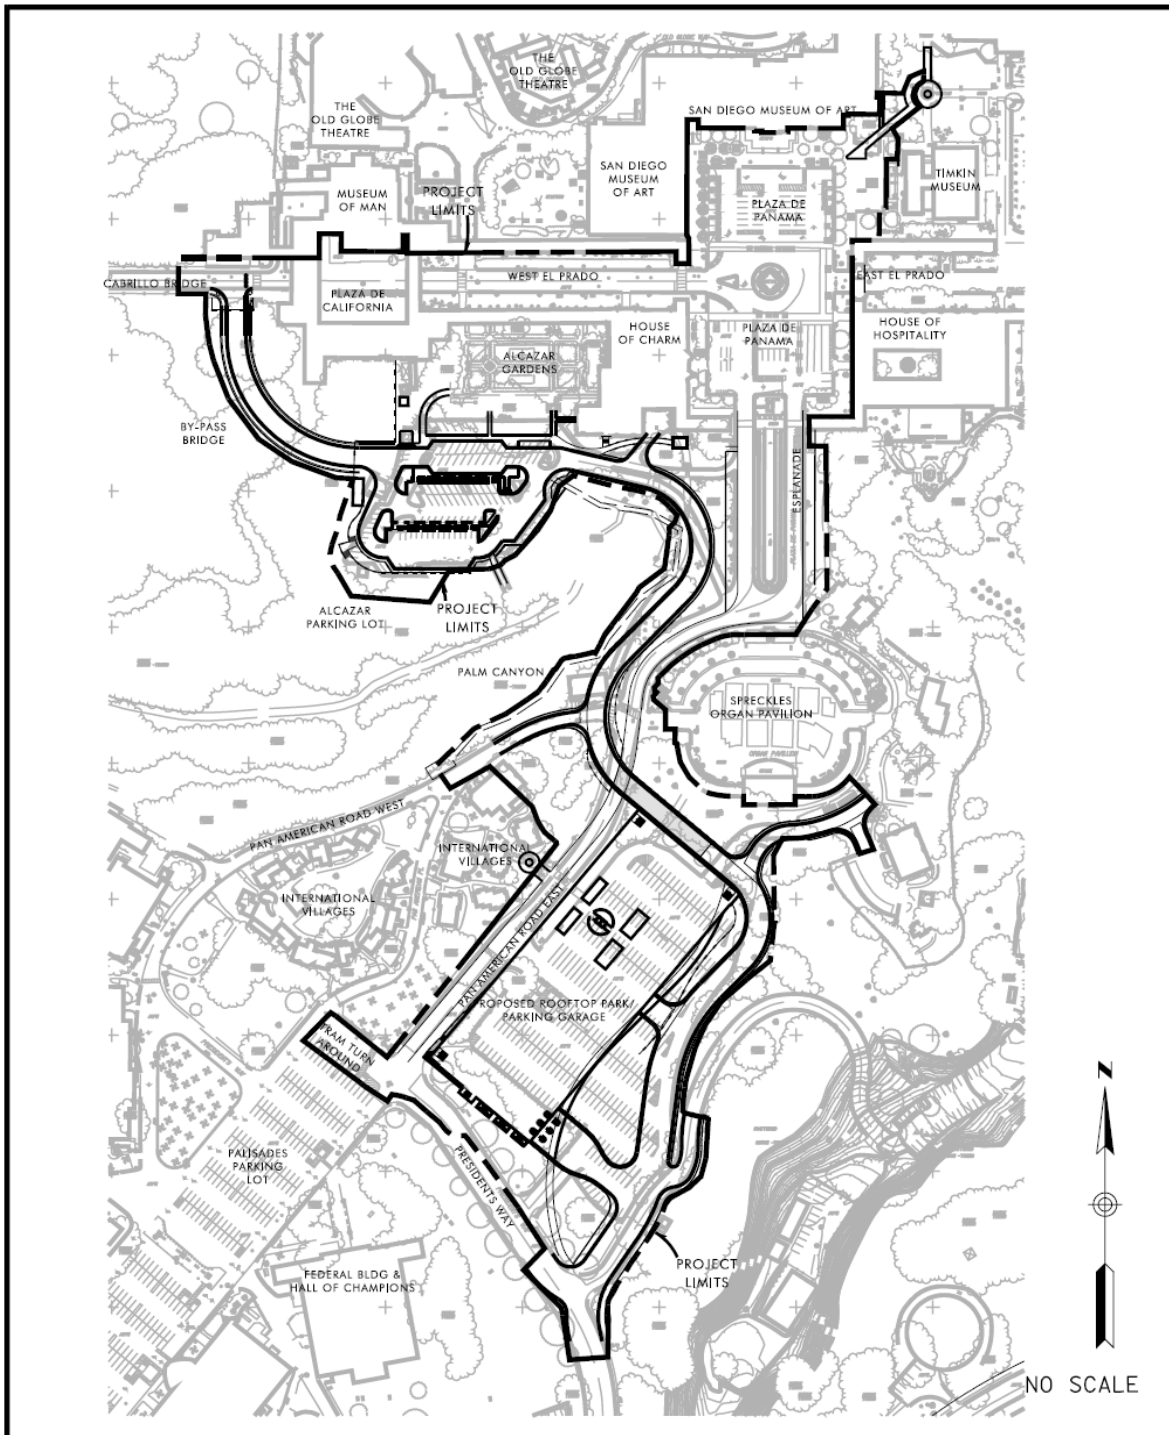 THE
OLD GLOBE
THEATRE
THE
OLD GLOBE
THEATRE
SAN DIEGO MUSEUM OF ART
SAN DIEGO
MUSEUM
OF ART
TIMKIN
MUSEUM
MUSEUM
OF MAN
PROJECT
LIMITS
PLAZA DE
PANAMA
CABRILLO BRIDGE
WEST EL PRADO
EAST EL PRADO
PLAZA DE
CALIFORNIA
HOUSE
OF CHARM
PLAZA DE
PANAMA
HOUSE OF
HOSPITALITY
ALCAZAR
GARDENS
BY-PASS
BRIDGE
ESPLANADE
ALCAZAR
PARKING LOT
PROJECT
LIMITS
PALM CANYON
SPRECKLES
ORGAN PAVILION
ORGAN PAVILION
PAN AMERICAN ROAD WEST
INTERNATIONAL
VILLAGES
INTERNATIONAL
VILLAGES
PAN AMERICAN ROAD EAST
PROPOSED ROOFTOP PARK/
PARKING GARAGE
TRAM TURN
AROUND
PALISADES
PARKING
LOT
PRESIDENTS WAY
FEDERAL BLDG &
HALL OF CHAMPIONS
PROJECT
LIMITS
N
NO SCALE